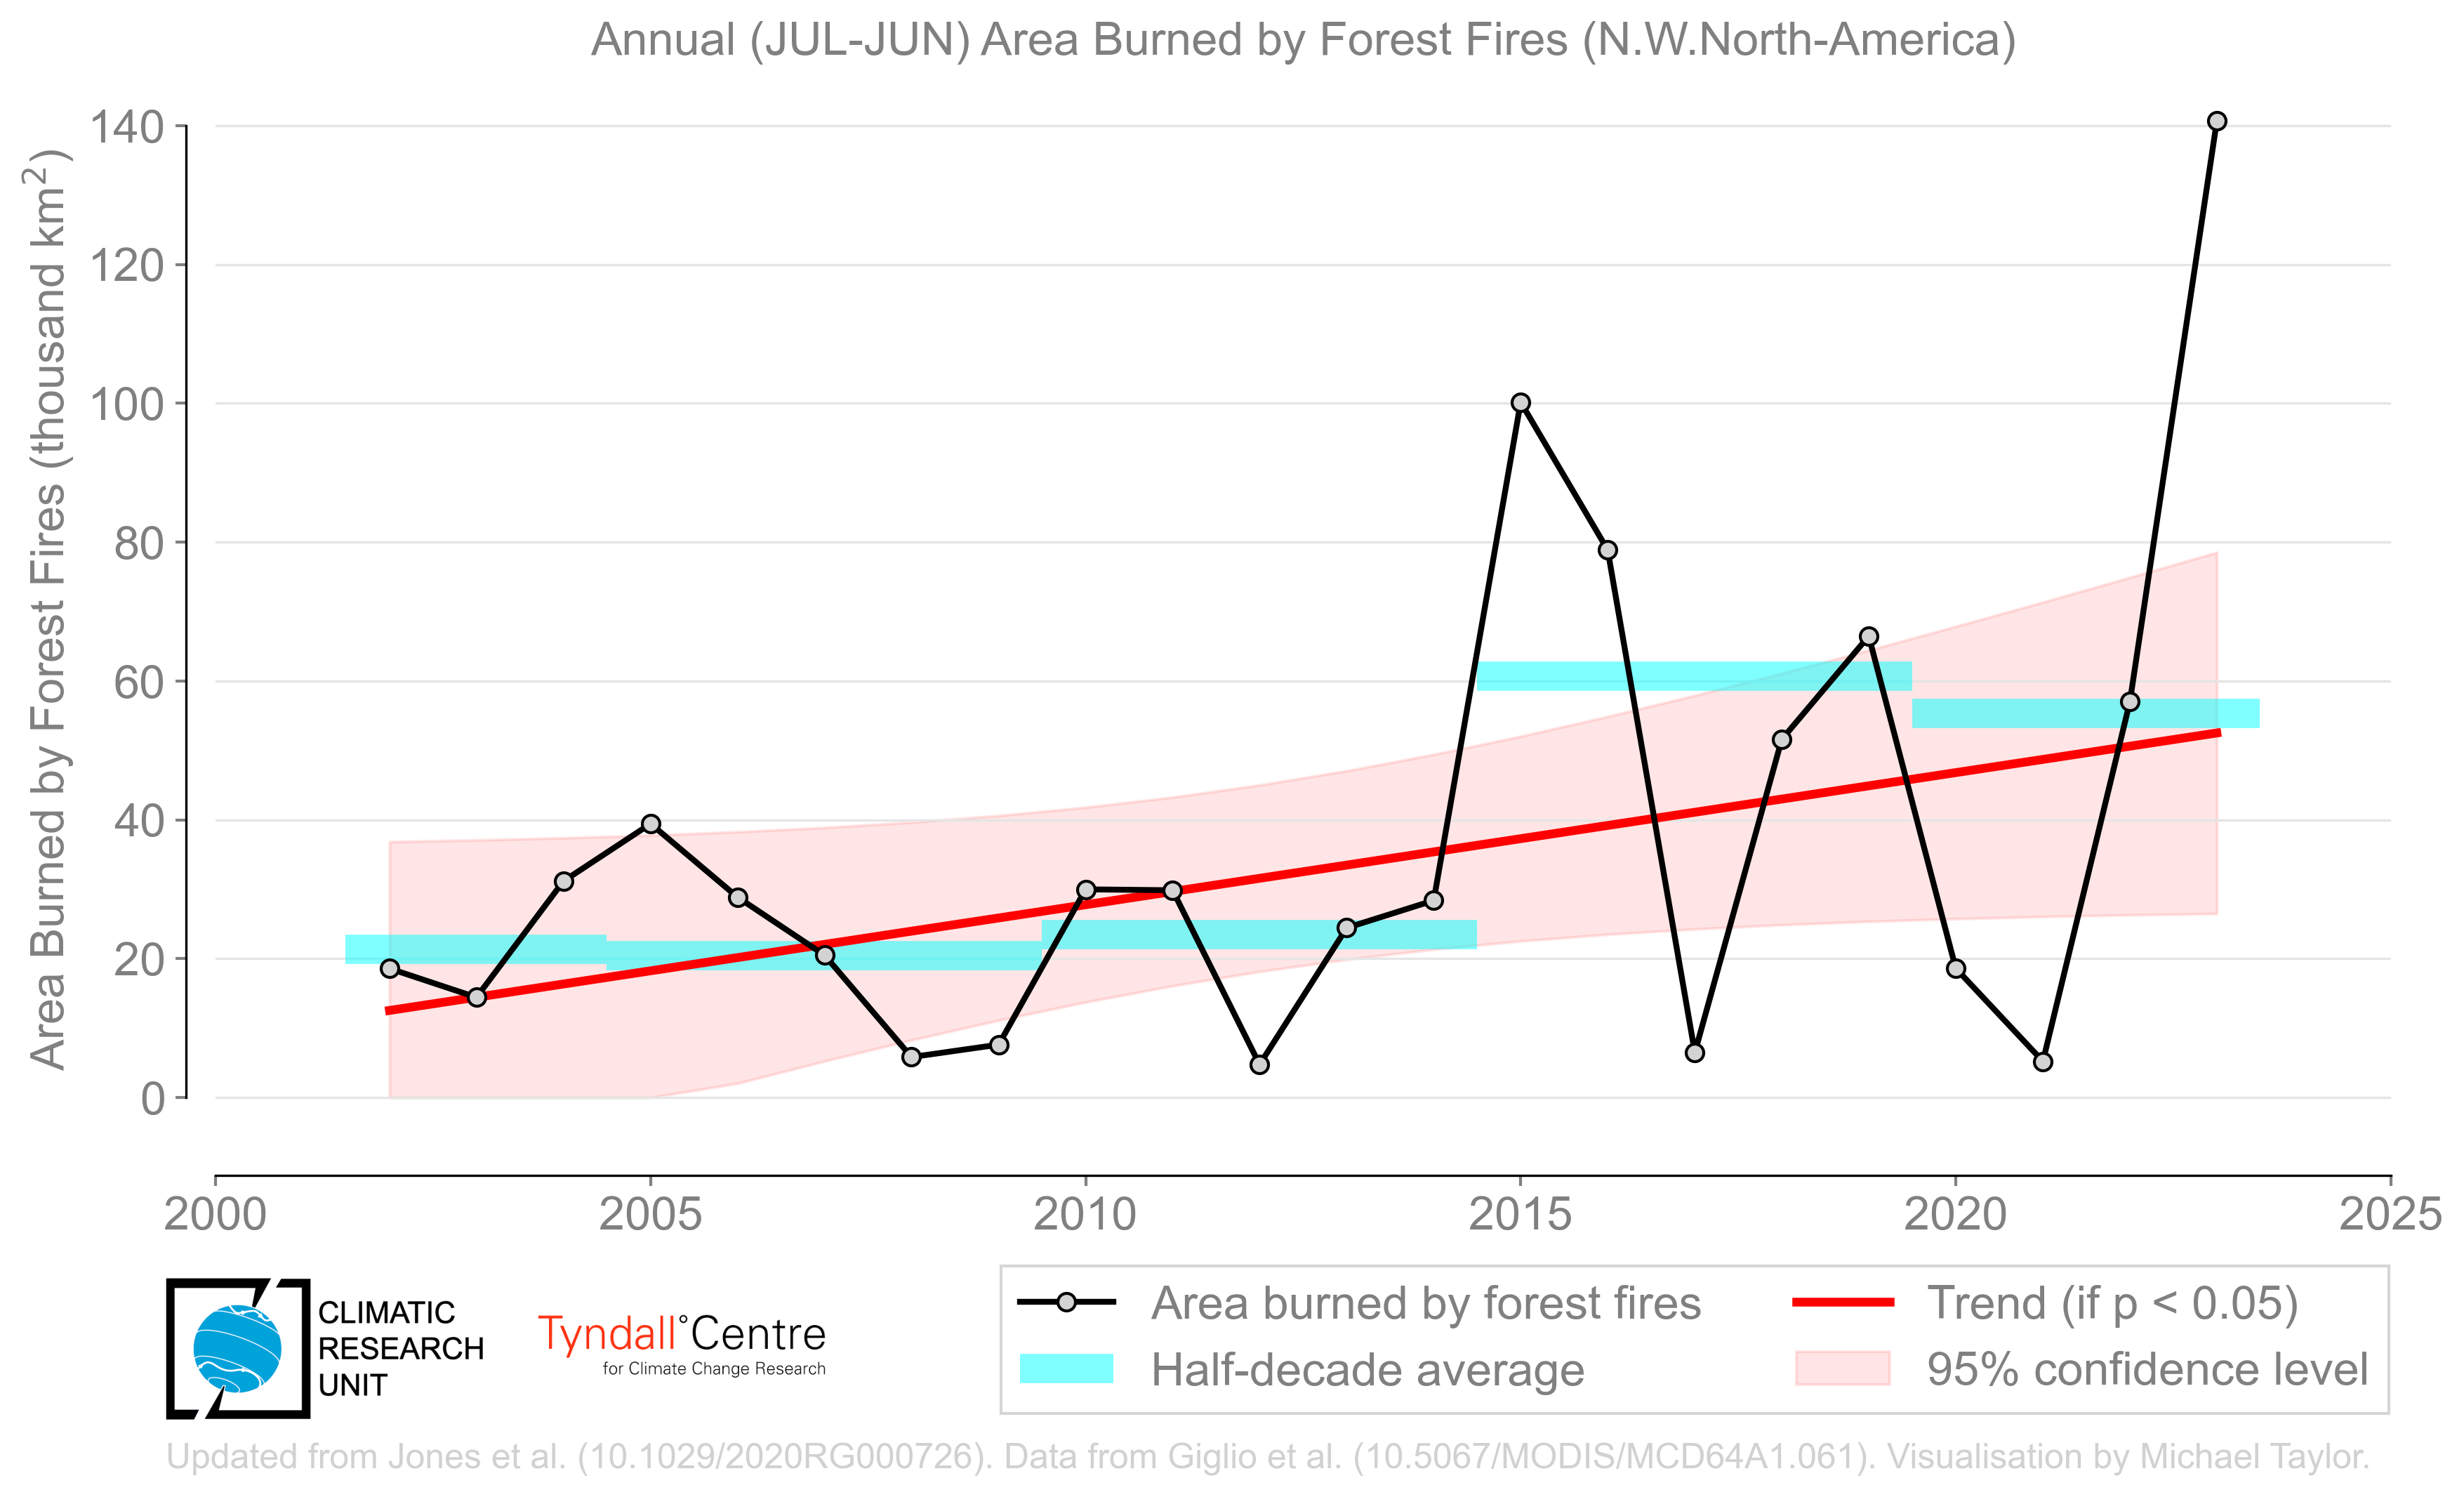 Annual (JUL-JUN) Area Burned by Forest Fires (N.W.North-America)
Area Burned by Forest Fires (thousand km²)
140
120
100
80
60
40
20
0
2000 2005 2010 2015 2020 2025
CLIMATIC
RESEARCH
UNIT
Tyndall°Centre
for Climate Change Research
Area burned by forest fires
Half-decade average
Trend (if p < 0.05)
95% confidence level
Updated from Jones et al. (10.1029/2020RG000726). Data from Giglio et al. (10.5067/MODIS/MCD64A1.061). Visualisation by Michael Taylor.